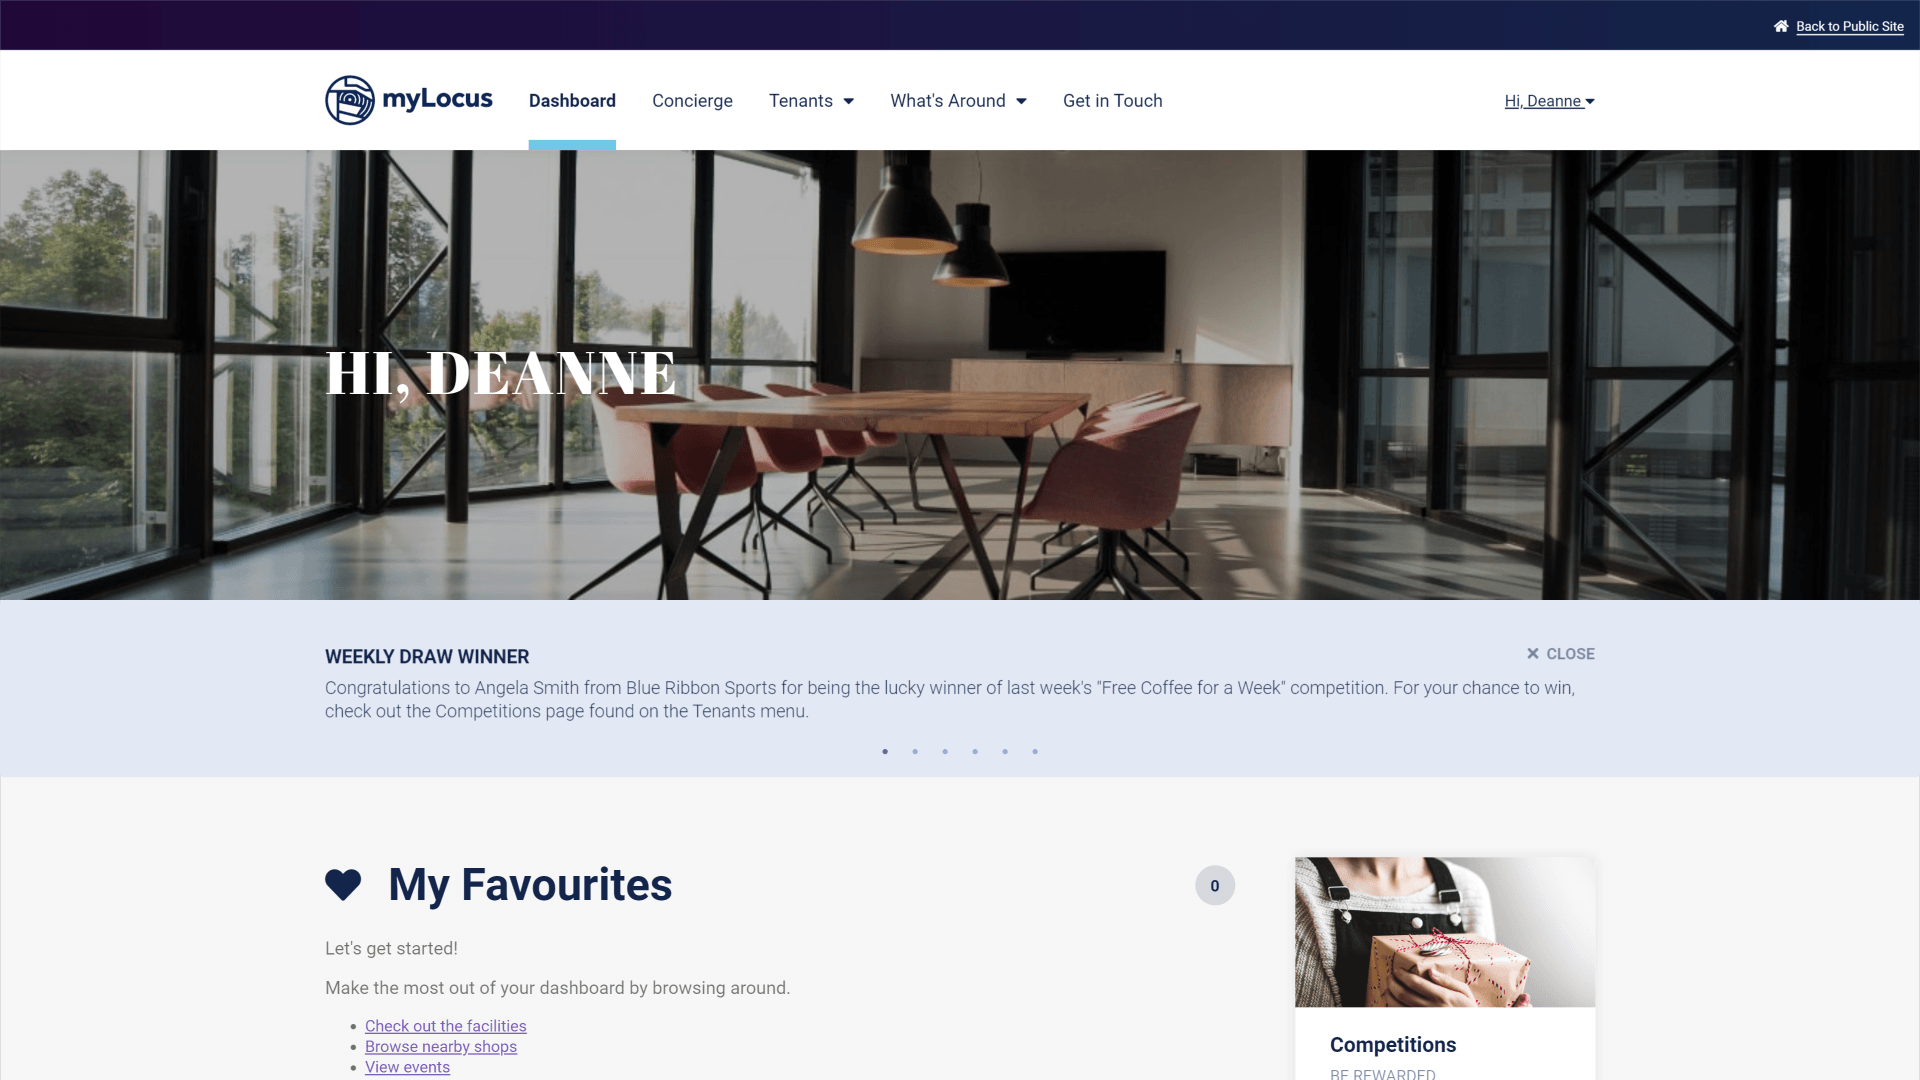 Back to Public Site
myLocus
Dashboard
Concierge
Tenants
What's Around
Get in Touch
Hi, Deanne
HI, DEANNE
WEEKLY DRAW WINNER
CLOSE
Congratulations to Angela Smith from Blue Ribbon Sports for being the lucky winner of last week's "Free Coffee for a Week" competition. For your chance to win,
check out the Competitions page found on the Tenants menu.
My Favourites
0
Let's get started!
Make the most out of your dashboard by browsing around.
Check out the facilities
Browse nearby shops
View events
Competitions
BE REWARDED